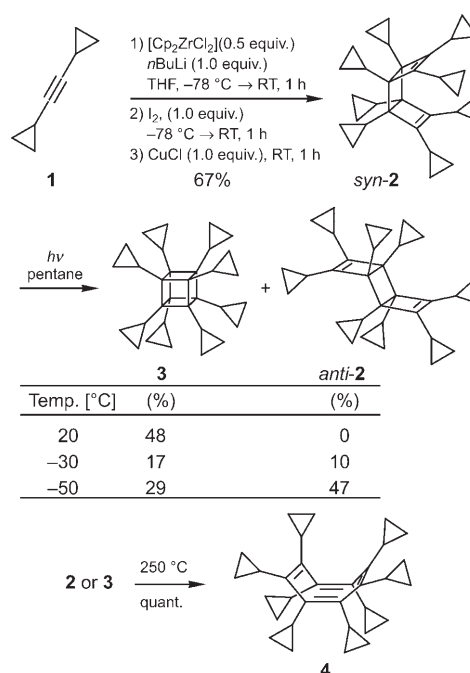 1) [Cp₂ZrCl₂](0.5 equiv.)
nBuLi (1.0 equiv.)
THF, –78 °C → RT, 1 h
2) I₂, (1.0 equiv.)
–78 °C → RT, 1 h
3) CuCl (1.0 equiv.), RT, 1 h
67%
1
syn-2
hν
pentane
+
3
anti-2
Temp. [°C] (%) (%)
20 48 0
–30 17 10
–50 29 47
2 or 3
250 °C
quant.
4